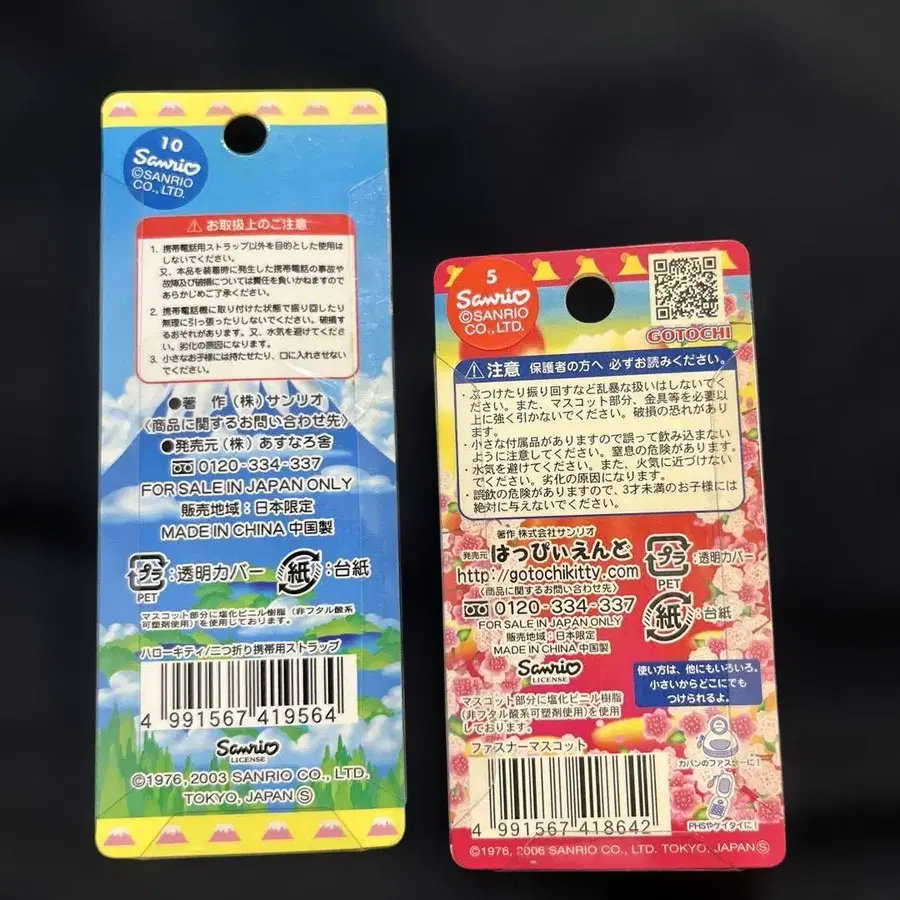 10
Sanrio
©SANRIO
CO., LTD.
⚠ お取扱上のご注意
1. 携帯電話用ストラップ以外を目的とした使用は
しないでください。
又、本品を装着時に発生した携帯電話の事故や
故障及び破損については責任を負いかねますので
あらかじめご了承ください。
2. 携帯電話機に取り付けた状態で振り回したり
無理に引っ張ったりしないでください。破損す
るおそれがあります。又、水気を避けてくださ
い。劣化の原因になります。
3. 小さなお子様には持たせたり、口に入れさせない
でください。
●著 作(株)サンリオ
〈商品に関するお問い合わせ先〉
●発売元(株)あすなろ舎
0120-334-337
FOR SALE IN JAPAN ONLY
販売地域:日本限定
MADE IN CHINA 中国製
プラ:透明カバー 紙:台紙
PET
マスコット部分に塩化ビニル樹脂(非フタル酸系
可塑剤使用)を使用しております。
ハローキティ/二つ折り携帯用ストラップ
4 991567 419564
Sanrio
LICENSE
©1976, 2003 SANRIO CO., LTD.
TOKYO, JAPAN Ⓢ
5
Sanrio
©SANRIO
CO., LTD.
GOTOCHI
⚠注意 保護者の方へ 必ずお読みください。
・ぶつけたり振り回すなど乱暴な扱いはしないでく
ださい。また、マスコット部分、金具等を必要以
上に強く引かないでください。破損の恐れがあり
ます。
・小さな付属品がありますので誤って飲み込まない
ように注意してください。窒息の危険があります。
・水気を避けてください。また、火気に近づけない
でください。劣化の原因になります。
・誤飲の危険がありますので、3才未満のお子様には
絶対に与えないでください。
著作 株式会社サンリオ
発売元 はっぴぃえんど
http://gotochikitty.com
〈商品に関するお問い合わせ先〉
0120-334-337
FOR SALE IN JAPAN ONLY
販売地域:日本限定
MADE IN CHINA 中国製
プラ:透明カバー
PET
紙:台紙
Sanrio
LICENSE
マスコット部分に塩化ビニル樹脂
(非フタル酸系可塑剤使用)を使用
しております。
ファスナーマスコット
4 991567 418642
使い方は、他にもいろいろ。
小さいからどこにでも
つけられるよ。
カバンのファスナーに!
PHSやケイタイに!
©1976, 2006 SANRIO CO., LTD. TOKYO, JAPAN Ⓢ